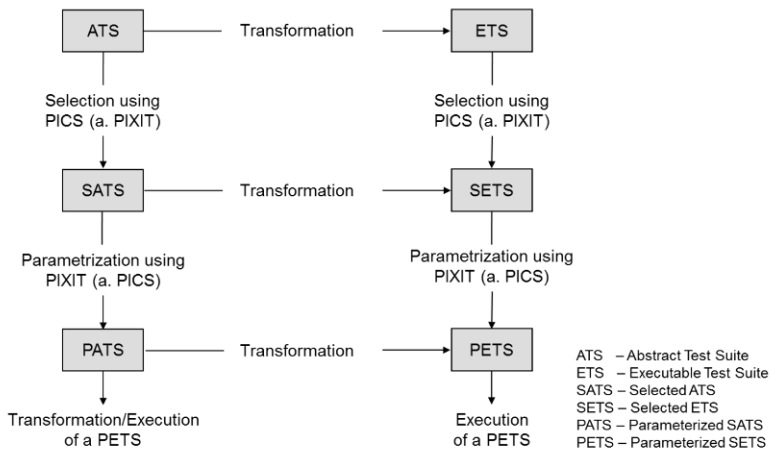 ATS Transformation ETS
Selection using Selection using
PICS (a. PIXIT) PICS (a. PIXIT)
SATS Transformation SETS
Parametrization using Parametrization using
PIXIT (a. PICS) PIXIT (a. PICS)
PATS Transformation PETS
Transformation/Execution Execution
of a PETS of a PETS
ATS – Abstract Test Suite
ETS – Executable Test Suite
SATS – Selected ATS
SETS – Selected ETS
PATS – Parameterized SATS
PETS – Parameterized SETS